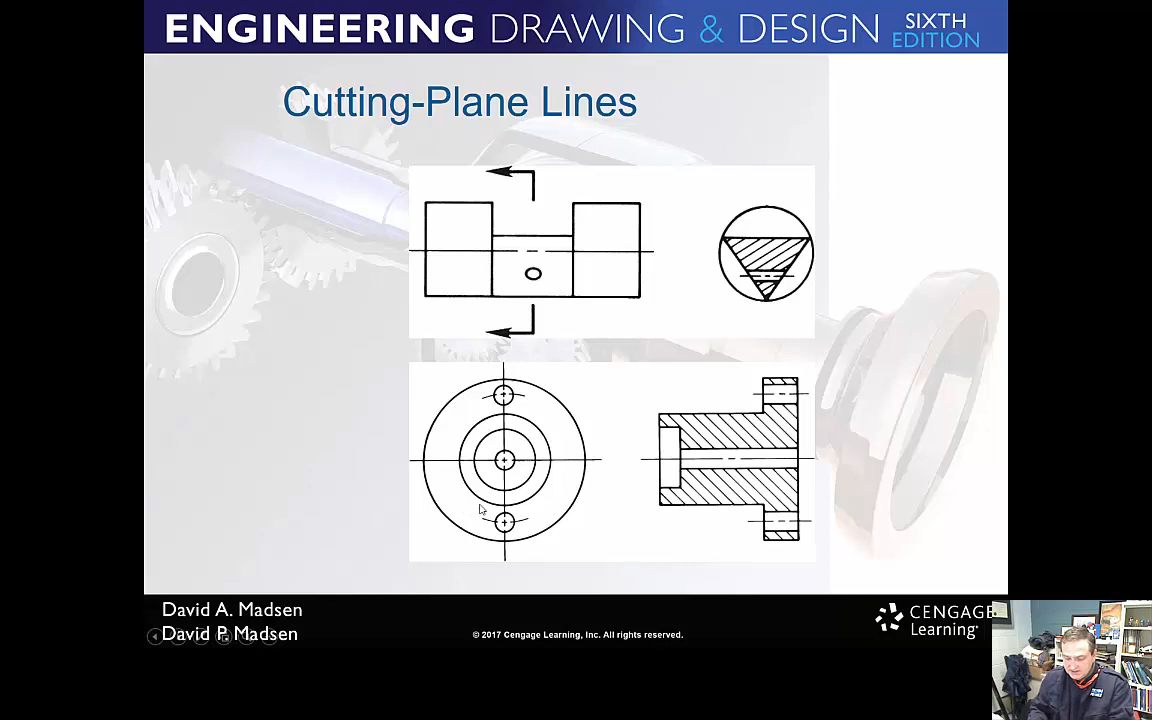 ENGINEERING DRAWING & DESIGN SIXTH EDITION
Cutting-Plane Lines
David A. Madsen
David P. Madsen
© 2017 Cengage Learning, Inc. All rights reserved.
CENGAGE
Learning